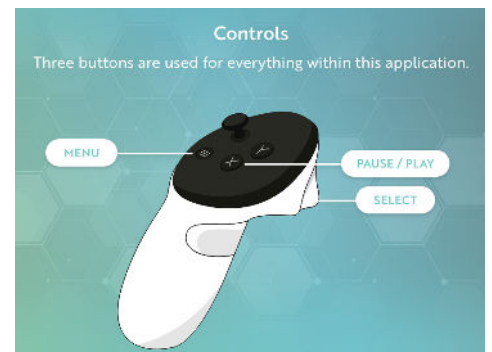 Controls
Three buttons are used for everything within this application.
MENU
PAUSE / PLAY
SELECT